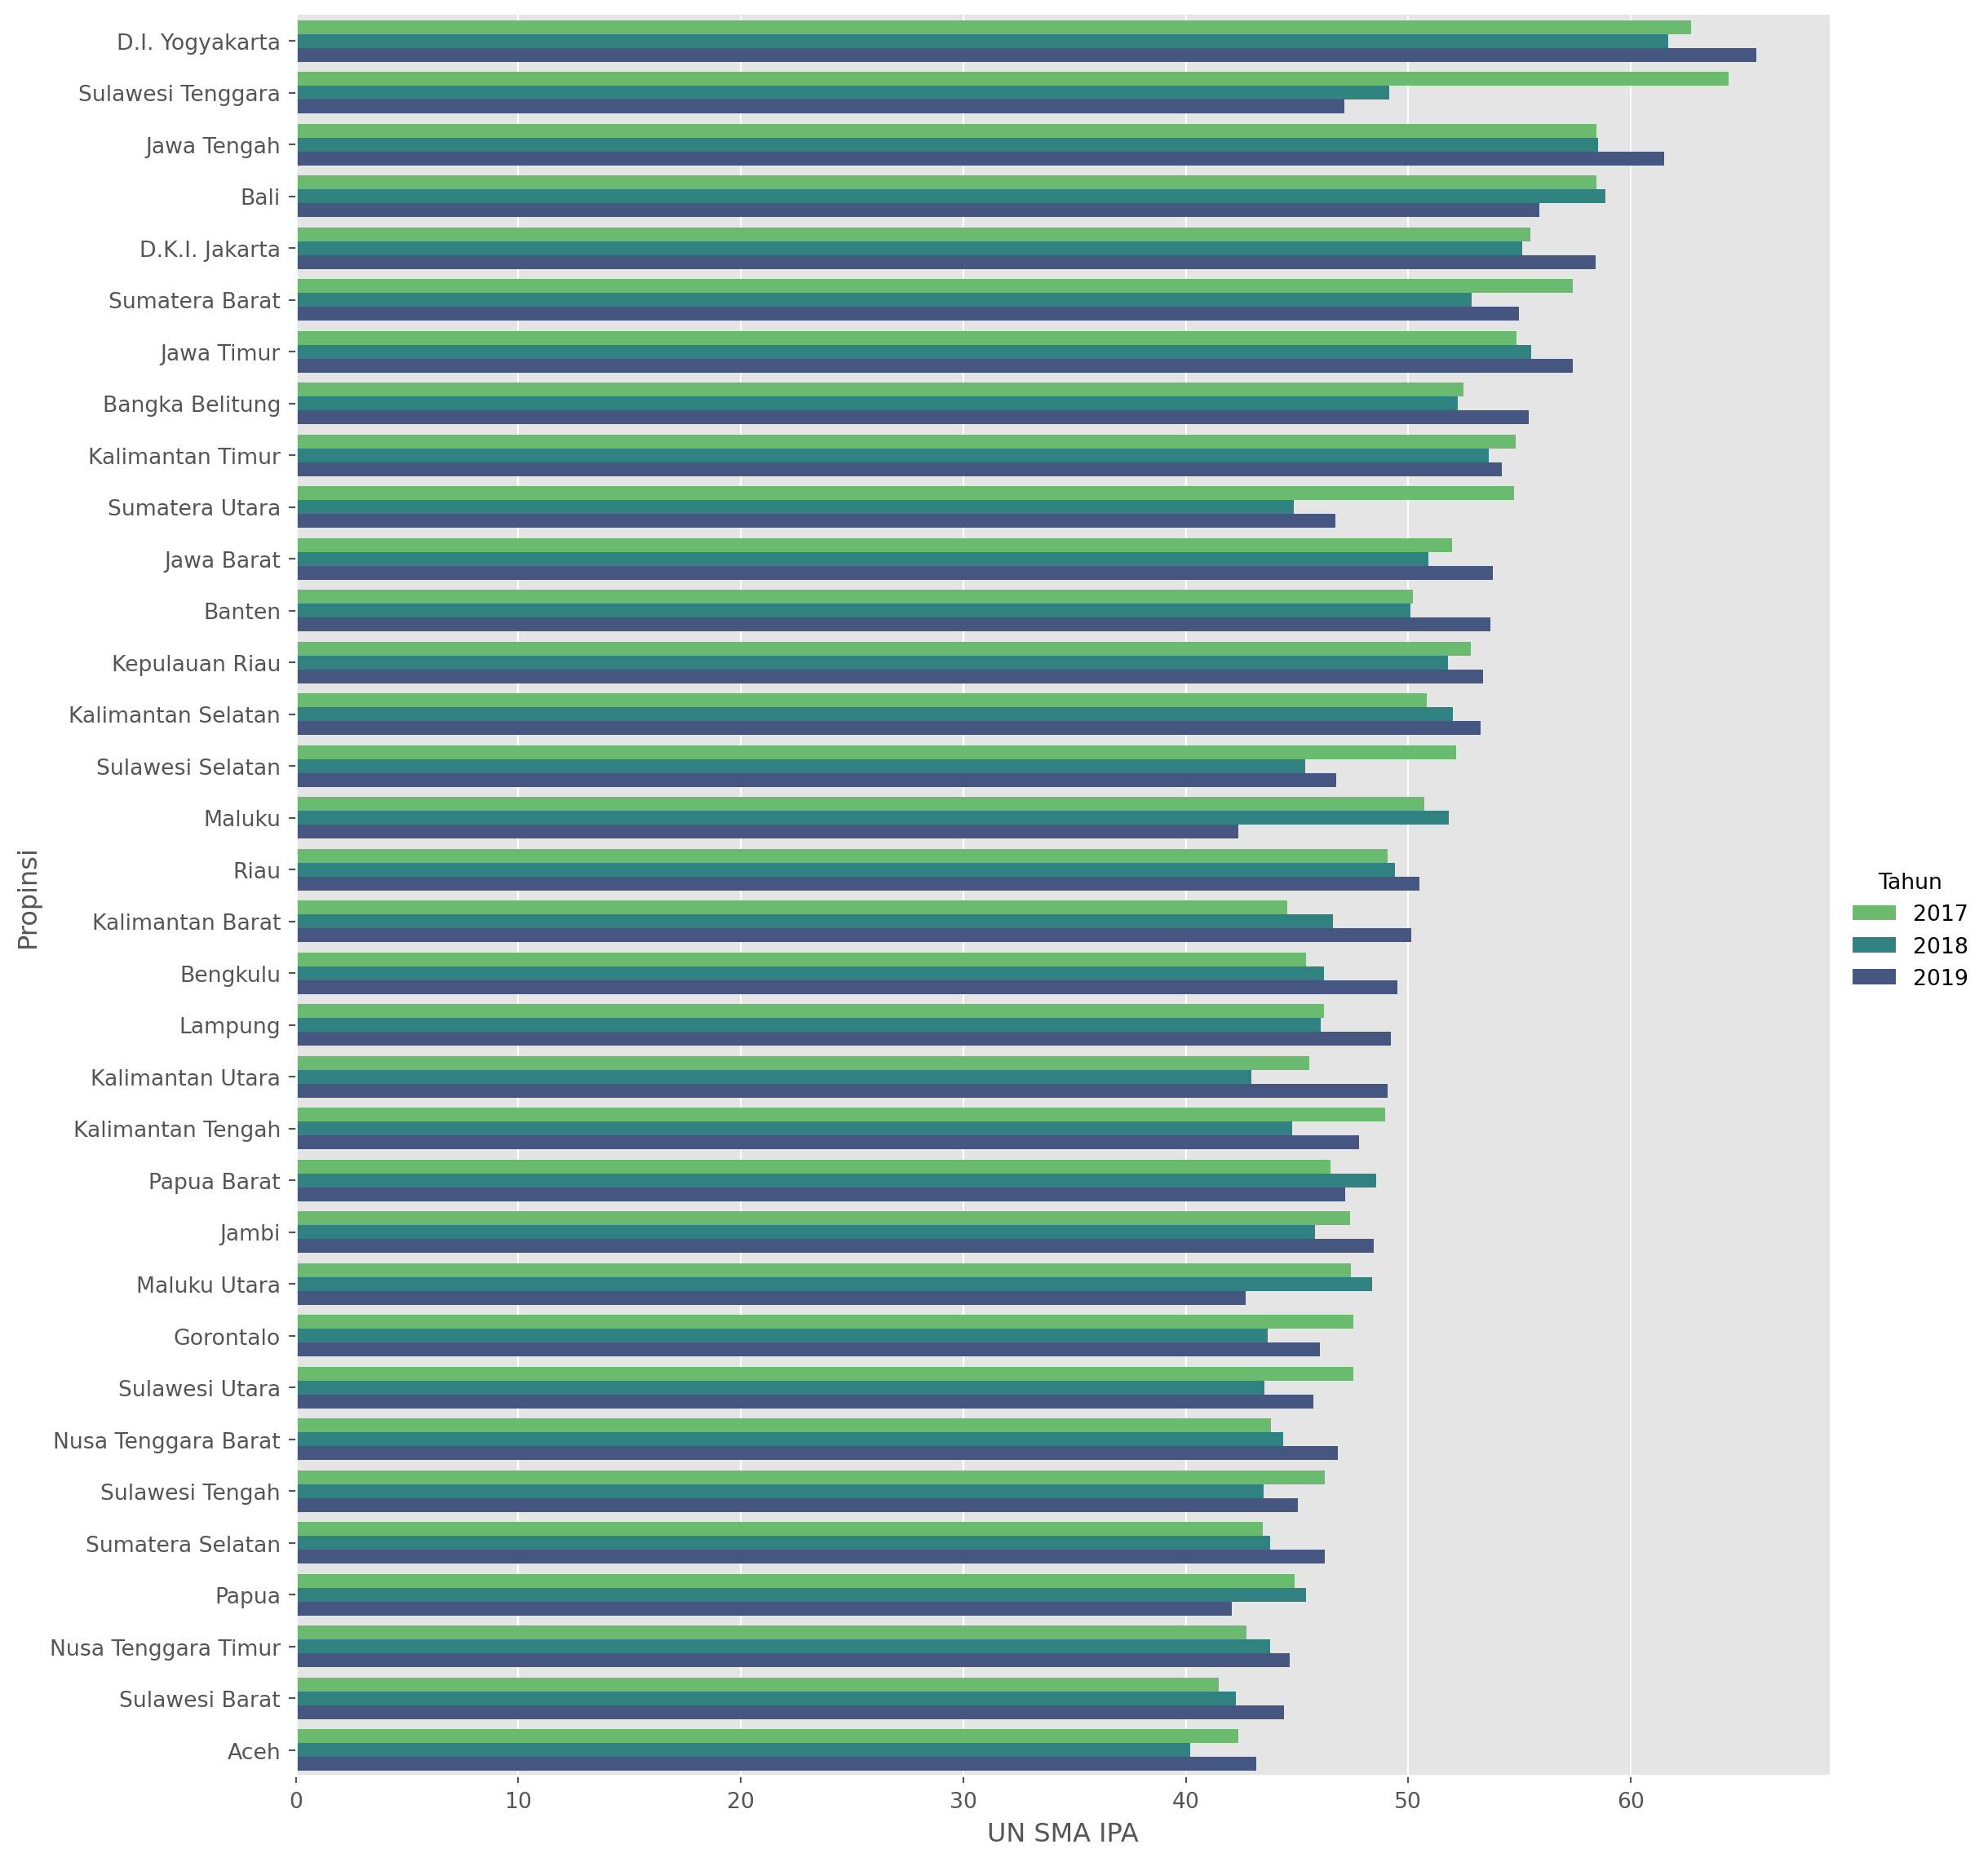 D.I. Yogyakarta
Sulawesi Tenggara
Jawa Tengah
Bali
D.K.I. Jakarta
Sumatera Barat
Jawa Timur
Bangka Belitung
Kalimantan Timur
Sumatera Utara
Jawa Barat
Banten
Kepulauan Riau
Kalimantan Selatan
Sulawesi Selatan
Maluku
Riau
Kalimantan Barat
Bengkulu
Lampung
Kalimantan Utara
Kalimantan Tengah
Papua Barat
Jambi
Maluku Utara
Gorontalo
Sulawesi Utara
Nusa Tenggara Barat
Sulawesi Tengah
Sumatera Selatan
Papua
Nusa Tenggara Timur
Sulawesi Barat
Aceh
Propinsi
0 10 20 30 40 50 60
UN SMA IPA
Tahun
2017
2018
2019